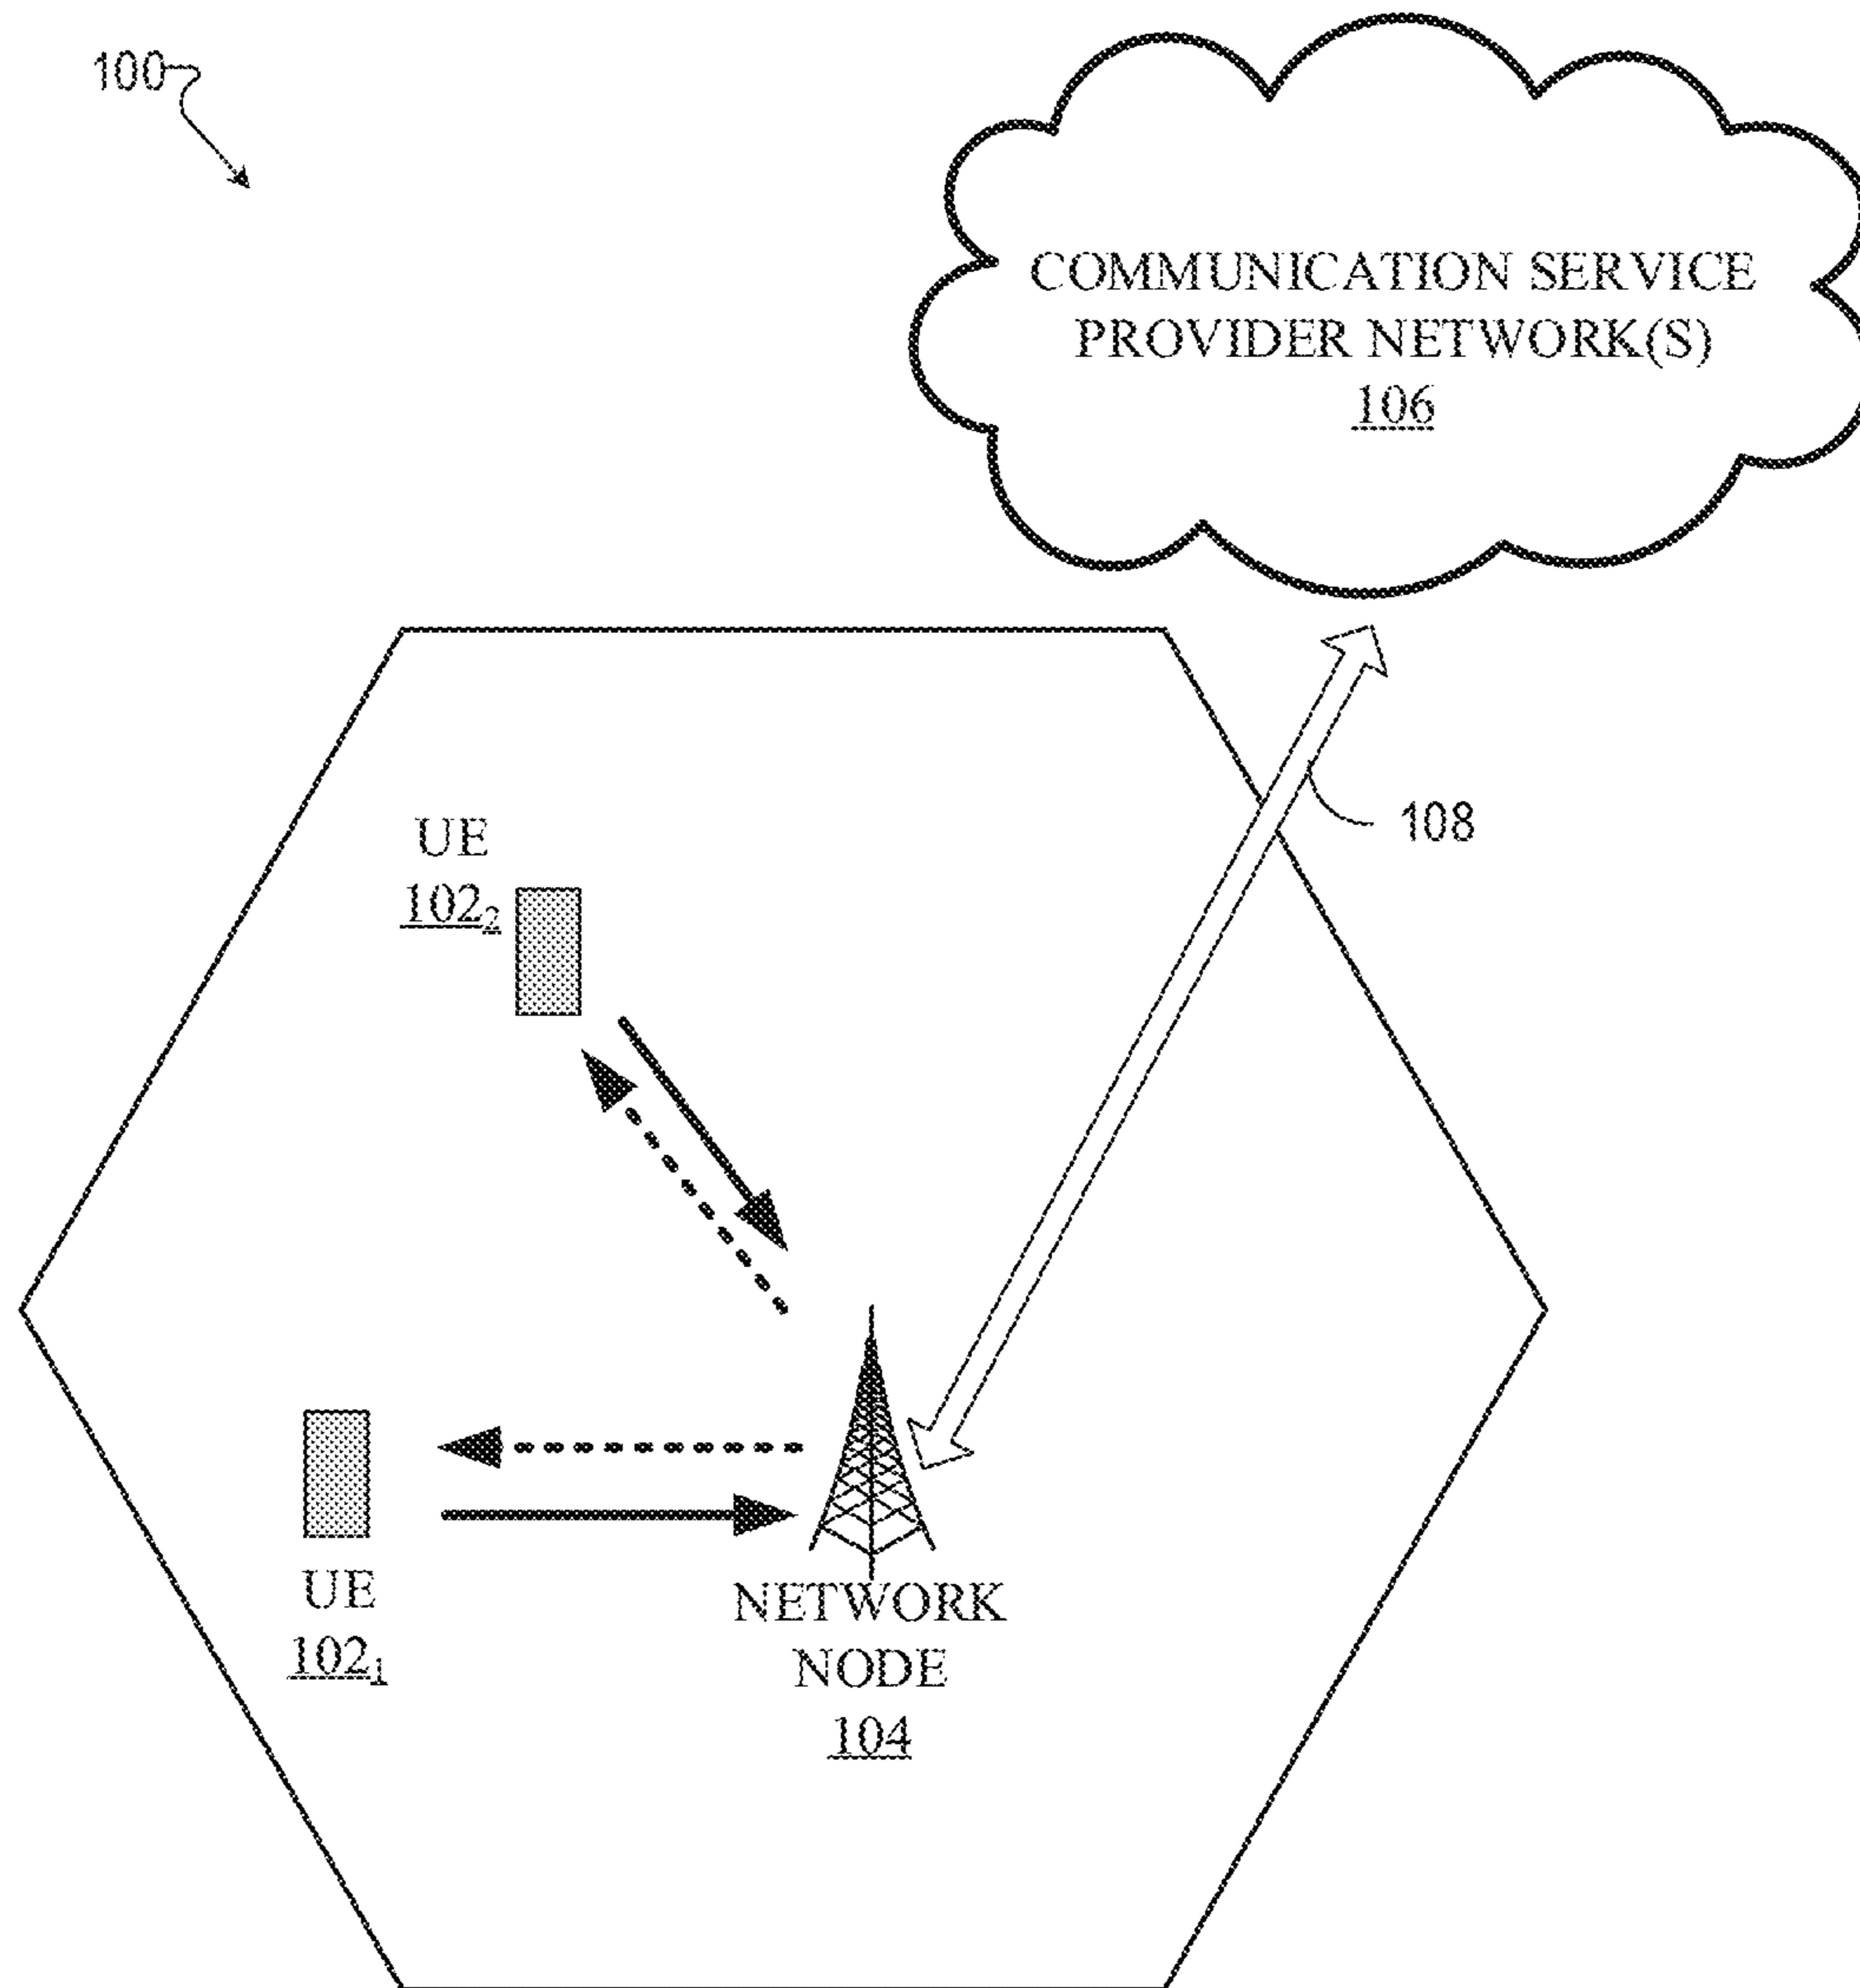 100
COMMUNICATION SERVICE
PROVIDER NETWORK(S)
106
108
UE
102₂
UE
102₁
NETWORK
NODE
104